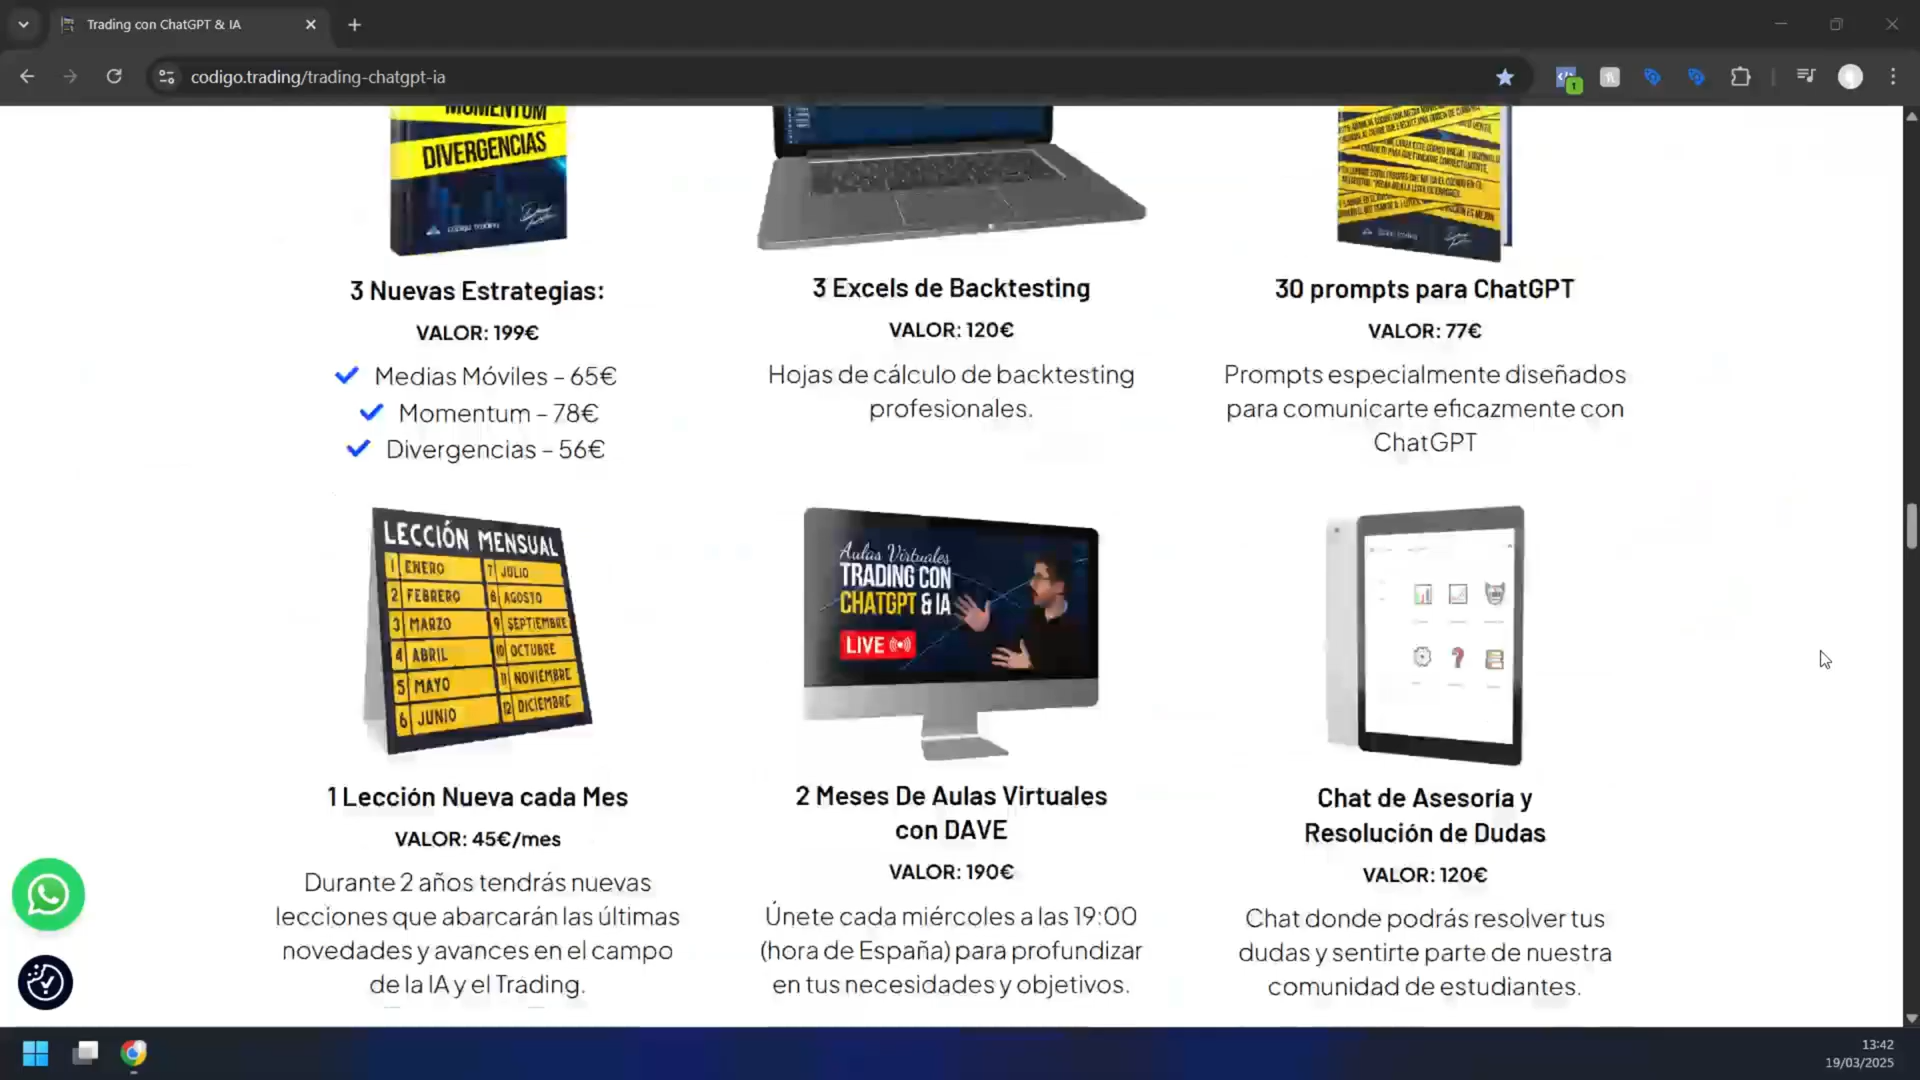 Trading con ChatGPT & IA
codigo.trading/trading-chatgpt-ia
1
MOMENTUM
DIVERGENCIAS
3 Nuevas Estrategias:
VALOR: 199€
Medias Móviles – 65€
Momentum – 78€
Divergencias – 56€
3 Excels de Backtesting
VALOR: 120€
Hojas de cálculo de backtesting
profesionales.
30 prompts para ChatGPT
VALOR: 77€
Prompts especialmente diseñados
para comunicarte eficazmente con
ChatGPT
LECCIÓN MENSUAL
1 ENERO 7 JULIO
2 FEBRERO 8 AGOSTO
3 MARZO 9 SEPTIEMBRE
4 ABRIL 10 OCTUBRE
5 MAYO 11 NOVIEMBRE
6 JUNIO 12 DICIEMBRE
1 Lección Nueva cada Mes
VALOR: 45€/mes
Durante 2 años tendrás nuevas
lecciones que abarcarán las últimas
novedades y avances en el campo
de la IA y el Trading.
Aulas Virtuales
TRADING CON
CHATGPT & IA
LIVE
2 Meses De Aulas Virtuales
con DAVE
VALOR: 190€
Únete cada miércoles a las 19:00
(hora de España) para profundizar
en tus necesidades y objetivos.
Chat de Asesoría y
Resolución de Dudas
VALOR: 120€
Chat donde podrás resolver tus
dudas y sentirte parte de nuestra
comunidad de estudiantes.
13:42
19/03/2025